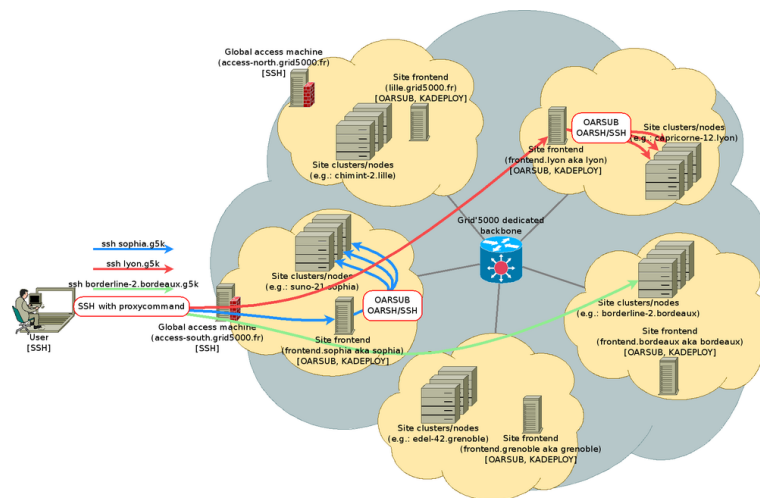 Global access machine
(access-north.grid5000.fr)
[SSH]
Site frontend
(lille.grid5000.fr)
[OARSUB, KADEPLOY]
Site clusters/nodes
(e.g.: chimint-2.lille)
OARSUB
OARSH/SSH
Site clusters/nodes
(e.g.: capricorne-12.lyon)
Site frontend
(frontend.lyon aka lyon)
[OARSUB, KADEPLOY]
Grid'5000 dedicated
backbone
ssh sophia.g5k
ssh lyon.g5k
ssh borderline-2.bordeaux.g5k
SSH with proxycommand
User
[SSH]
Global access machine
(access-south.grid5000.fr)
[SSH]
Site clusters/nodes
(e.g.: suno-21.sophia)
OARSUB
OARSH/SSH
Site frontend
(frontend.sophia aka sophia)
[OARSUB, KADEPLOY]
Site clusters/nodes
(e.g.: borderline-2.bordeaux)
Site frontend
(frontend.bordeaux aka bordeaux)
[OARSUB, KADEPLOY]
Site clusters/nodes
(e.g.: edel-42.grenoble)
Site frontend
(frontend.grenoble aka grenoble)
[OARSUB, KADEPLOY]